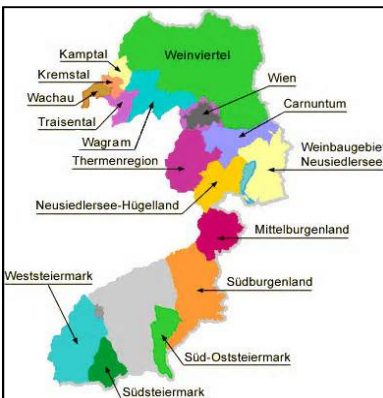 Kamptal
Weinviertel
Kremstal
Wien
Wachau
Carnuntum
Traisental
Wagram
Weinbaugebiet
Neusiedlersee
Thermenregion
Neusiedlersee-Hügelland
Mittelburgenland
Weststeiermark
Südburgenland
Süd-Oststeiermark
Südsteiermark